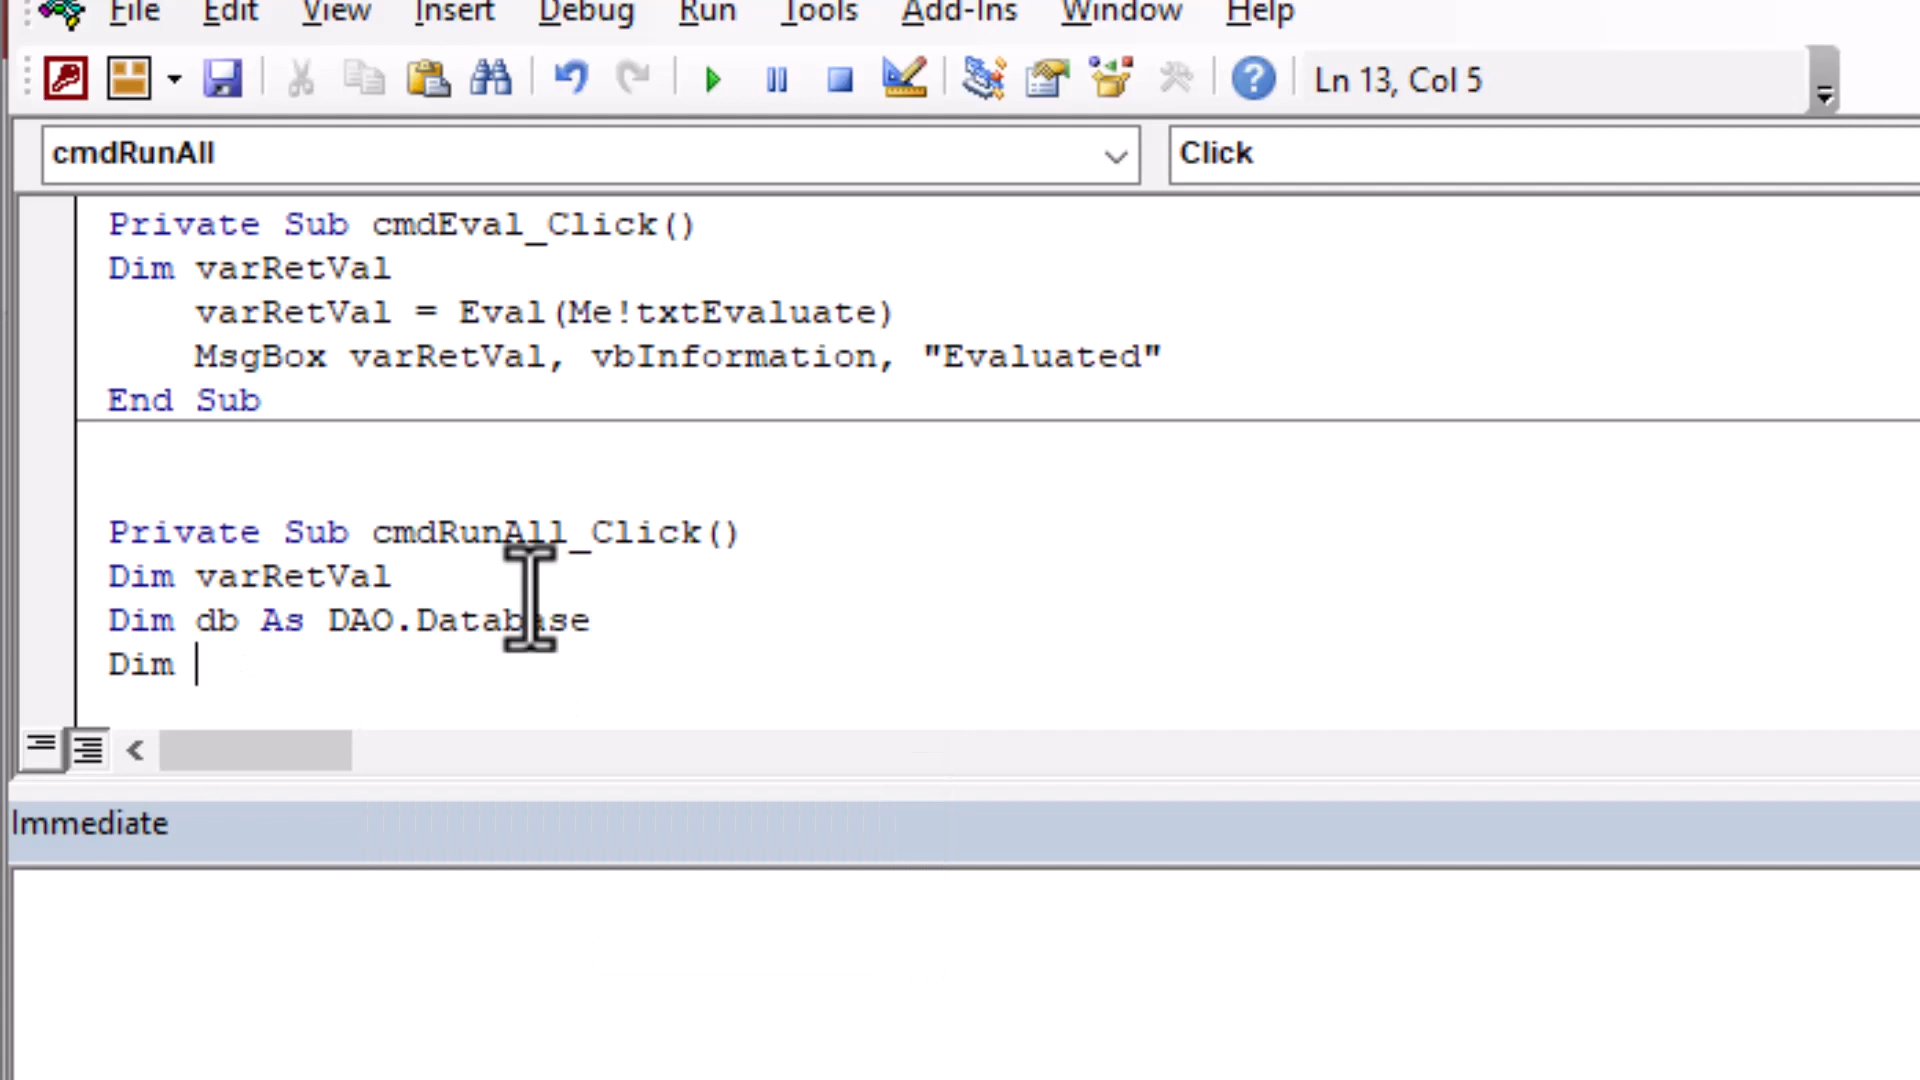 File Edit View Insert Debug Run Tools Add-Ins Window Help
Ln 13, Col 5
cmdRunAll Click
Private Sub cmdEval_Click()
Dim varRetVal
varRetVal = Eval(Me!txtEvaluate)
MsgBox varRetVal, vbInformation, "Evaluated"
End Sub
Private Sub cmdRunAll_Click()
Dim varRetVal
Dim db As DAO.Database
Dim
Immediate